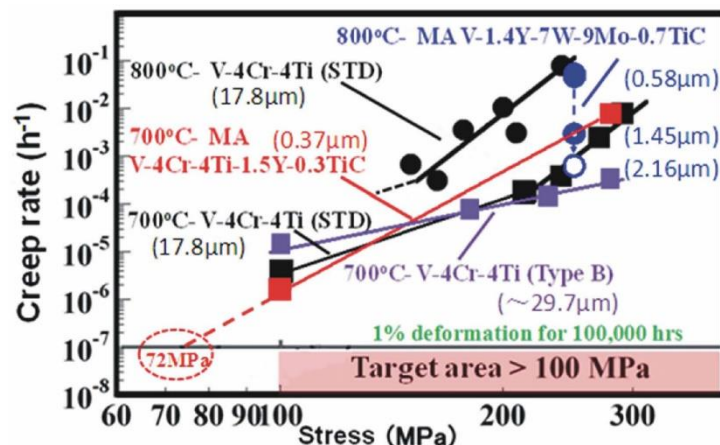 800°C- MA V-1.4Y-7W-9Mo-0.7TiC
10⁻¹
800°C- V-4Cr-4Ti (STD)
(0.58μm)
(17.8μm)
10⁻²
700°C- MA (0.37μm)
(1.45μm)
10⁻³
V-4Cr-4Ti-1.5Y-0.3TiC
(2.16μm)
10⁻⁴
700°C- V-4Cr-4Ti (STD)
(17.8μm)
10⁻⁵
700°C- V-4Cr-4Ti (Type B)
(~29.7μm)
10⁻⁶
1% deformation for 100,000 hrs
10⁻⁷
72MPa
Target area > 100 MPa
10⁻⁸
Creep rate (h⁻¹)
60 70 80 90 100 200 300
Stress (MPa)